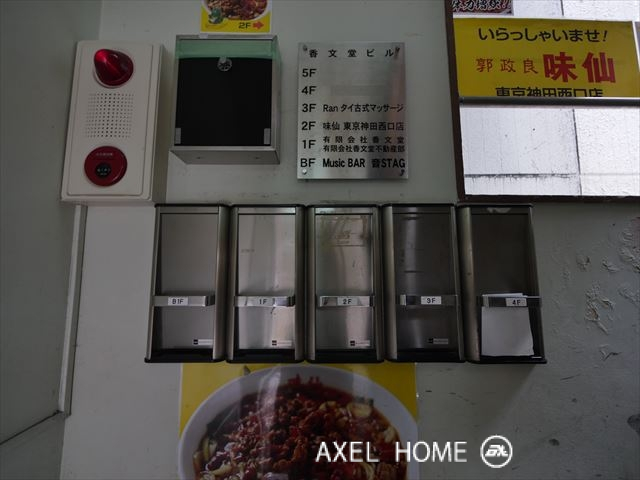 2F→
香文堂ビル
5F
4F
3F Ran タイ古式マッサージ
2F 味仙 東京神田西口店
1F 有限会社香文堂
有限会社香文堂不動産部
BF Music BAR 音STAG
いらっしゃいませ!
郭政良 味仙
東京神田西口店
B1F
1F
2F
3F
4F
AXEL HOME